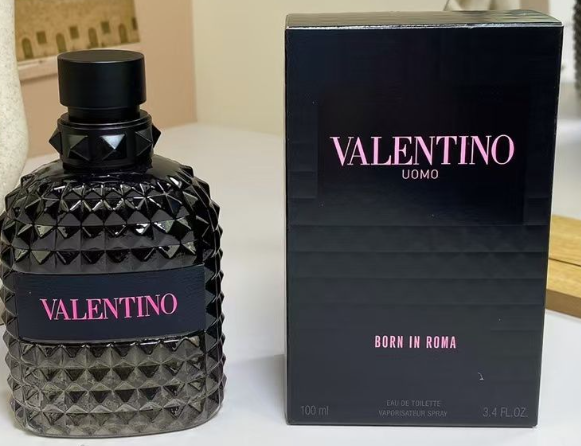 VALENTINO
VALENTINO
UOMO
BORN IN ROMA
EAU DE TOILETTE
VAPORISATEUR SPRAY
100 ml
3.4 FL.OZ.